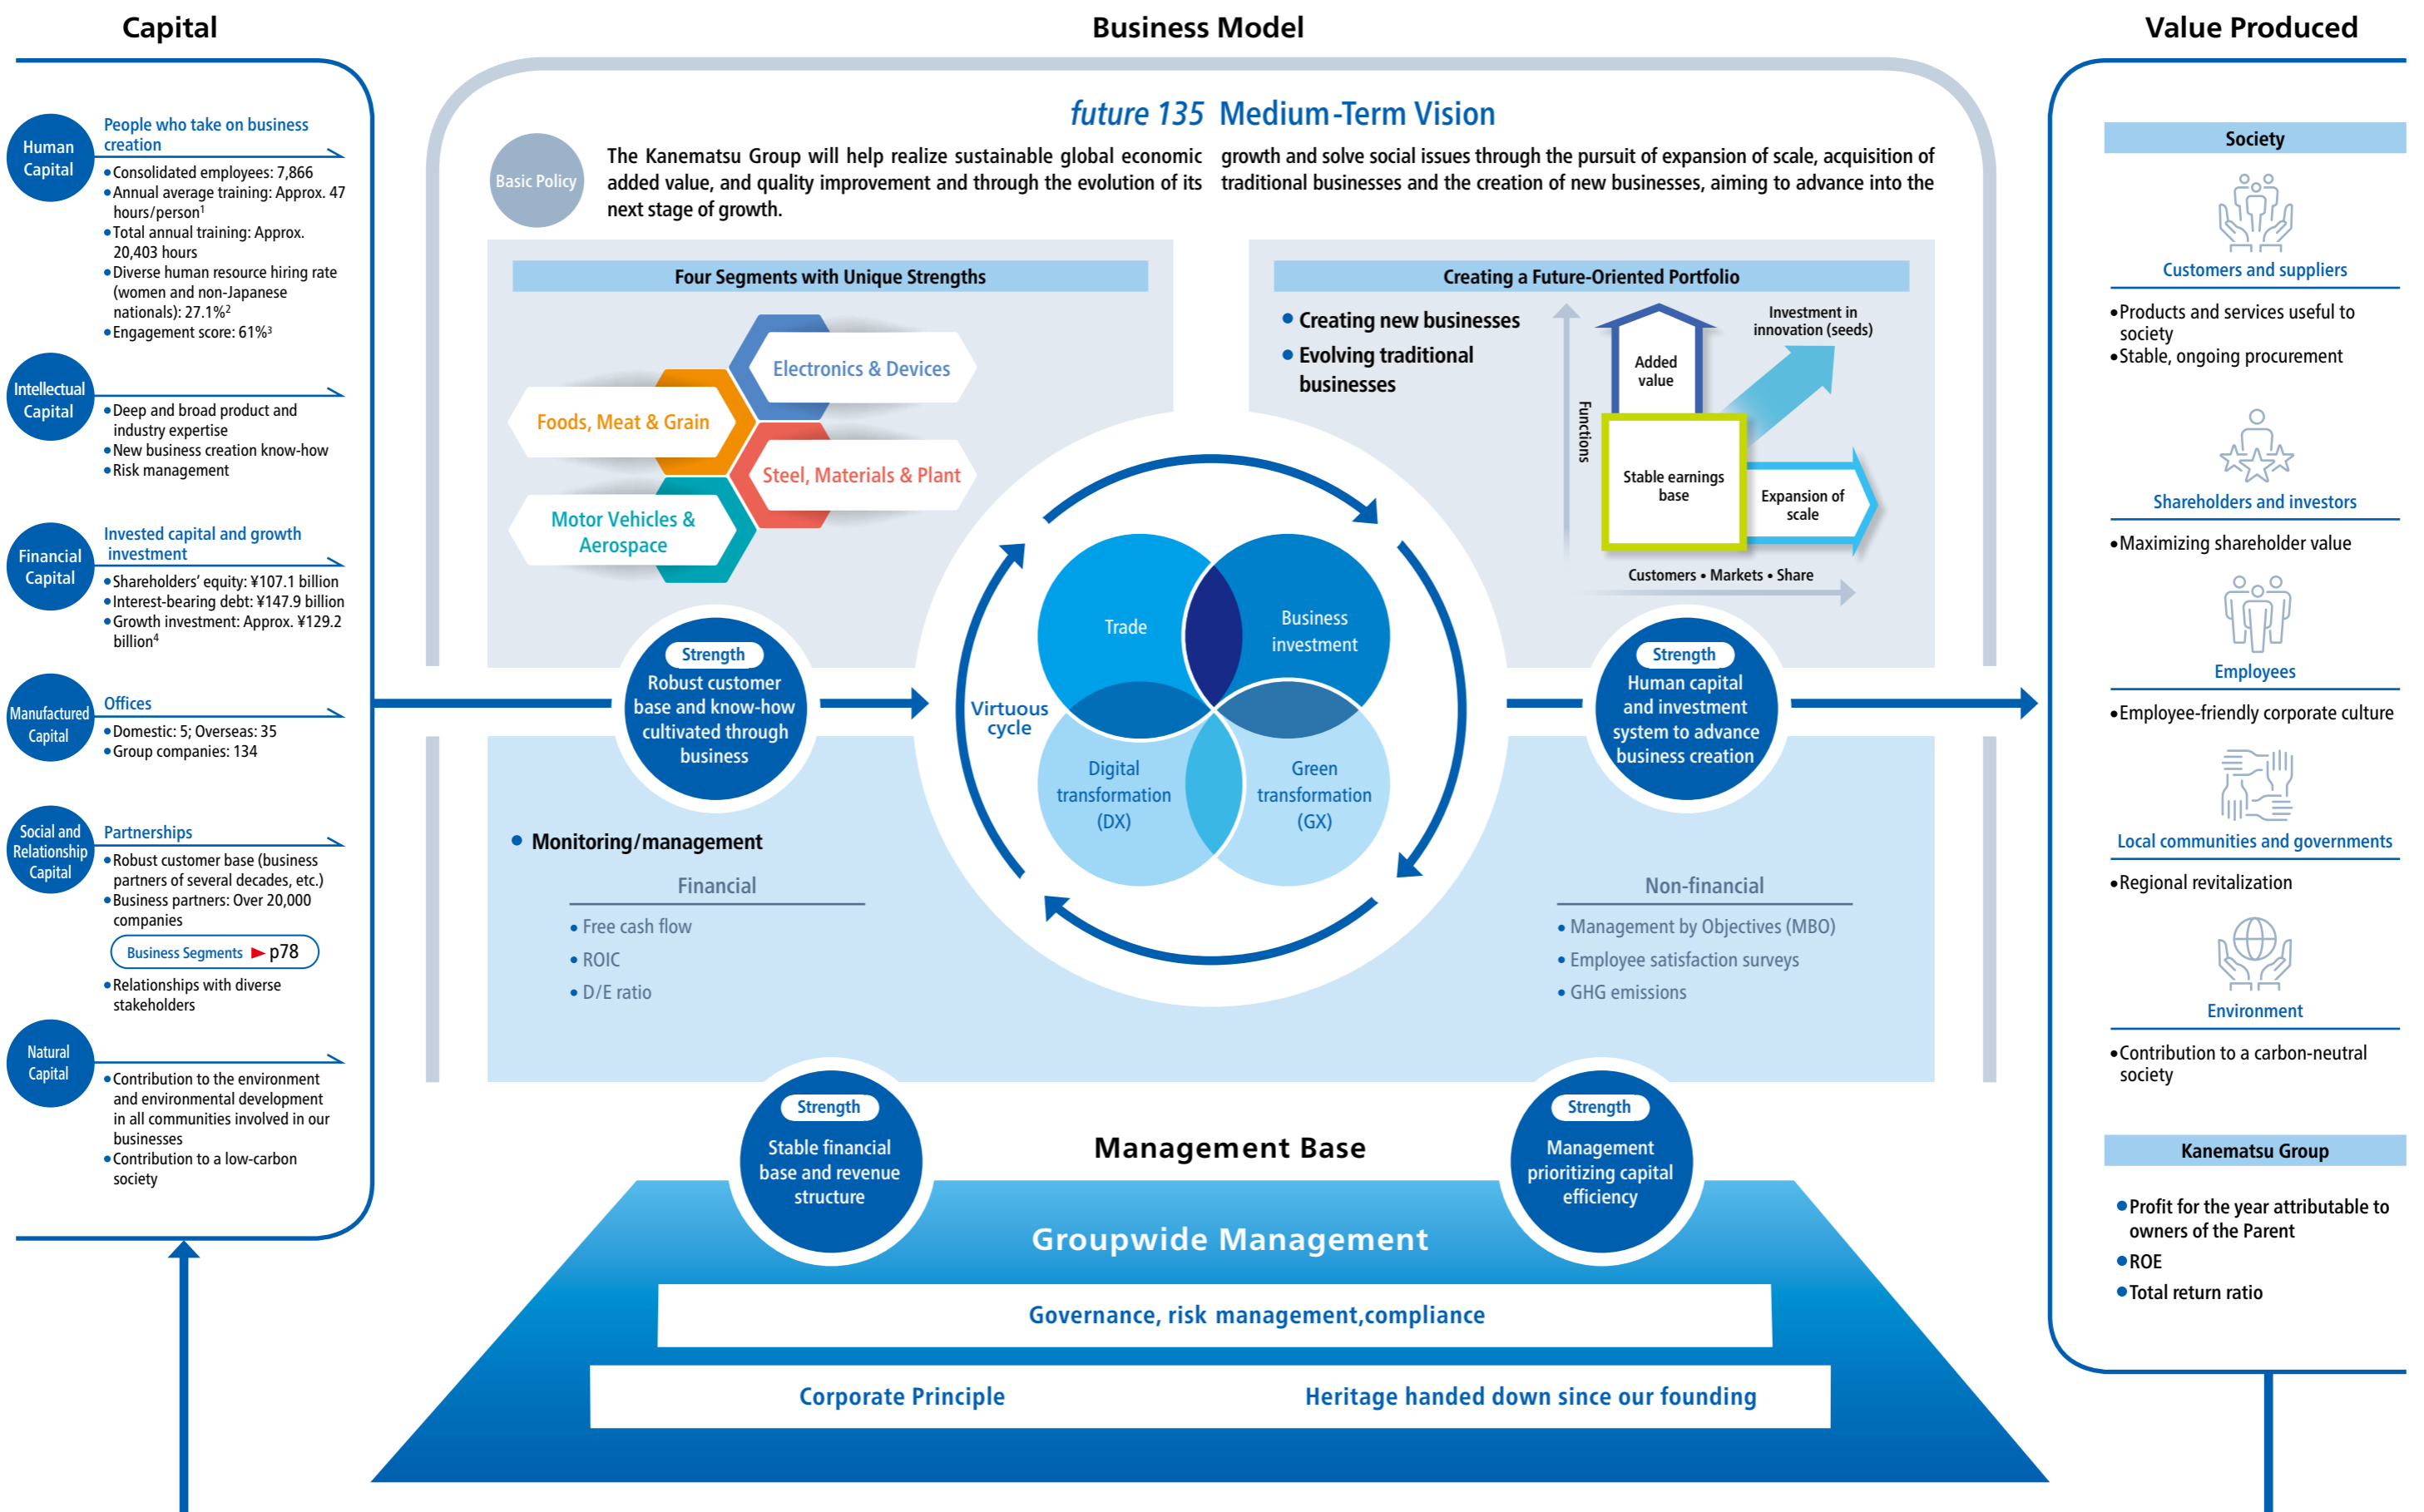 Capital
Human
Capital
People who take on business
creation
•Consolidated employees: 7,866
•Annual average training: Approx. 47
hours/person¹
•Total annual training: Approx.
20,403 hours
•Diverse human resource hiring rate
(women and non-Japanese
nationals): 27.1%²
•Engagement score: 61%³
Intellectual
Capital
•Deep and broad product and
industry expertise
•New business creation know-how
•Risk management
Financial
Capital
Invested capital and growth
investment
•Shareholders’ equity: ¥107.1 billion
•Interest-bearing debt: ¥147.9 billion
•Growth investment: Approx. ¥129.2
billion⁴
Manufactured
Capital
Offices
•Domestic: 5; Overseas: 35
•Group companies: 134
Social and
Relationship
Capital
Partnerships
•Robust customer base (business
partners of several decades, etc.)
•Business partners: Over 20,000
companies
Business Segments ▶ p78
•Relationships with diverse
stakeholders
Natural
Capital
•Contribution to the environment
and environmental development
in all communities involved in our
businesses
•Contribution to a low-carbon
society
Business Model
future 135 Medium-Term Vision
Basic Policy
The Kanematsu Group will help realize sustainable global economic growth and solve social issues through the pursuit of expansion of scale, acquisition of
added value, and quality improvement and through the evolution of its traditional businesses and the creation of new businesses, aiming to advance into the
next stage of growth.
Four Segments with Unique Strengths
Electronics & Devices
Foods, Meat & Grain
Steel, Materials & Plant
Motor Vehicles &
Aerospace
Creating a Future-Oriented Portfolio
• Creating new businesses
• Evolving traditional
businesses
Investment in
innovation (seeds)
Added
value
Functions
Stable earnings
base
Expansion of
scale
Customers • Markets • Share
Strength
Robust customer
base and know-how
cultivated through
business
Virtuous
cycle
Trade
Business
investment
Digital
transformation
(DX)
Green
transformation
(GX)
Strength
Human capital
and investment
system to advance
business creation
• Monitoring/management
Financial
• Free cash flow
• ROIC
• D/E ratio
Non-financial
• Management by Objectives (MBO)
• Employee satisfaction surveys
• GHG emissions
Strength
Stable financial
base and revenue
structure
Management Base
Strength
Management
prioritizing capital
efficiency
Groupwide Management
Governance, risk management,compliance
Corporate Principle
Heritage handed down since our founding
Value Produced
Society
Customers and suppliers
•Products and services useful to
society
•Stable, ongoing procurement
Shareholders and investors
•Maximizing shareholder value
Employees
•Employee-friendly corporate culture
Local communities and governments
•Regional revitalization
Environment
•Contribution to a carbon-neutral
society
Kanematsu Group
•Profit for the year attributable to
owners of the Parent
•ROE
•Total return ratio